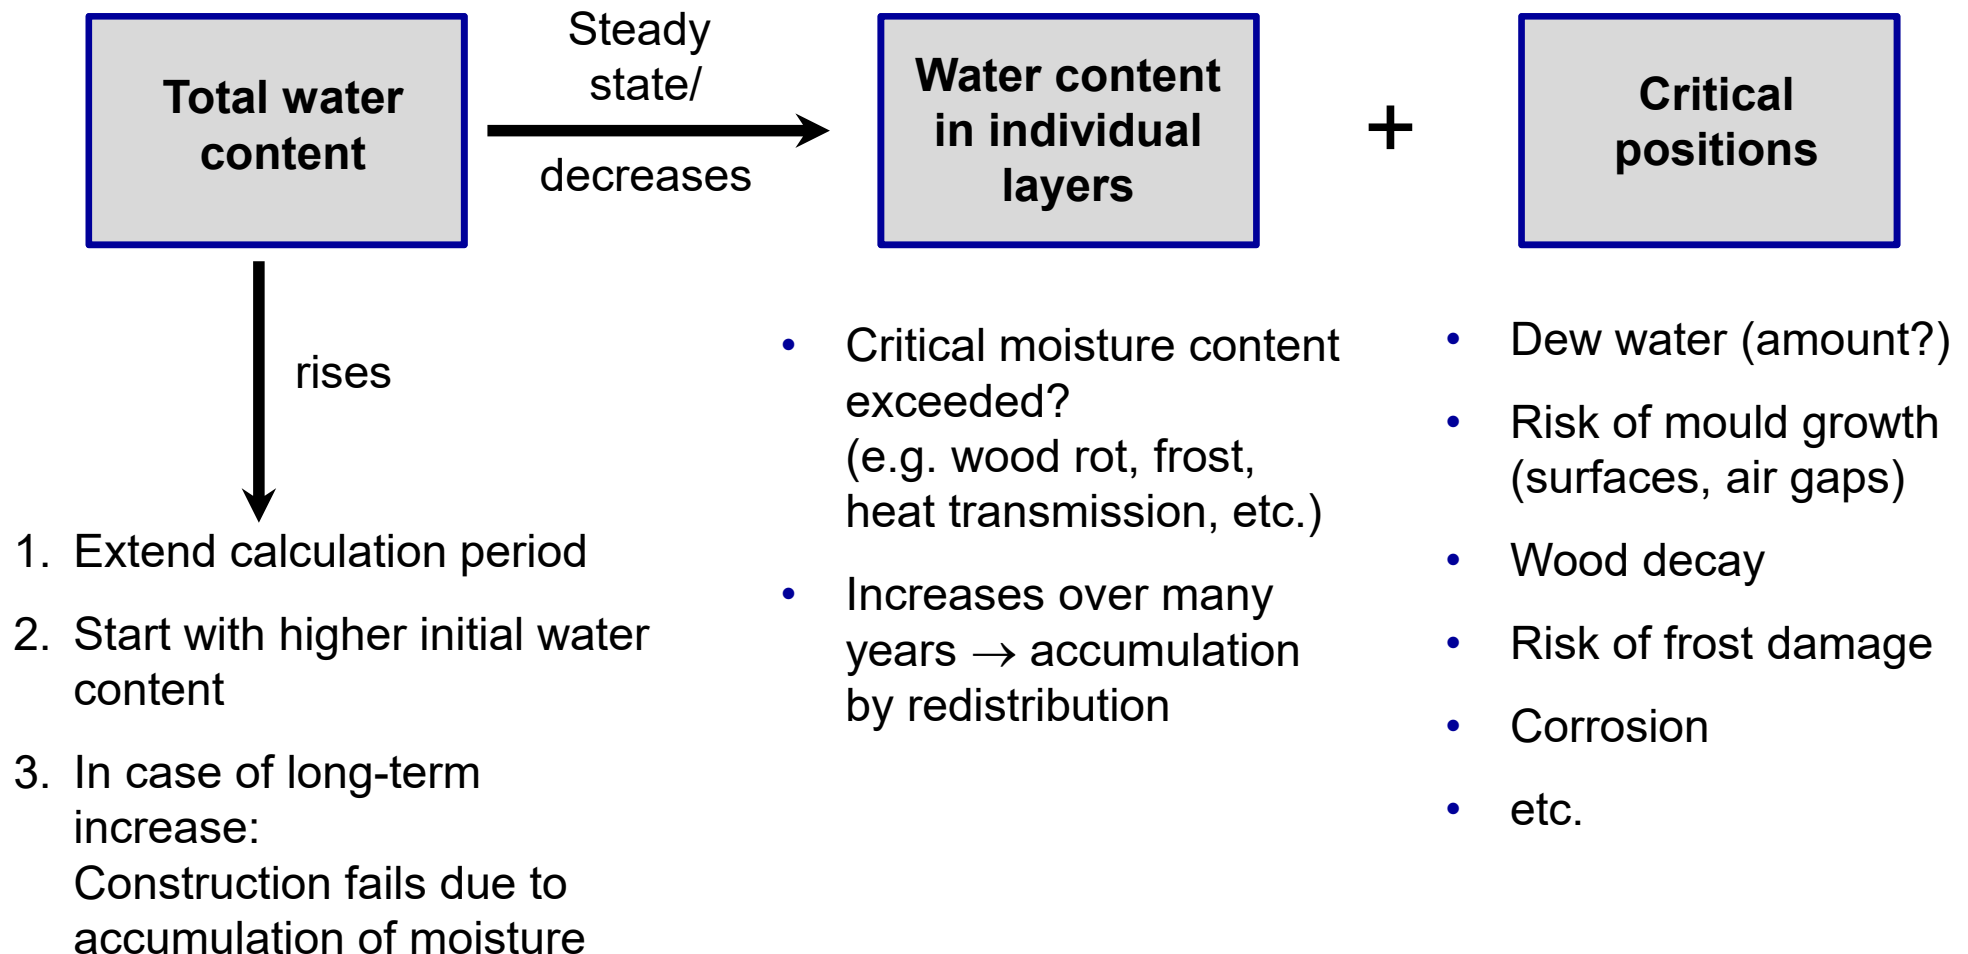 Total water
content
Steady
state/
decreases
Water content
in individual
layers
+
Critical
positions
rises
1. Extend calculation period
2. Start with higher initial water
content
3. In case of long-term
increase:
Construction fails due to
accumulation of moisture
• Critical moisture content
exceeded?
(e.g. wood rot, frost,
heat transmission, etc.)
• Increases over many
years → accumulation
by redistribution
• Dew water (amount?)
• Risk of mould growth
(surfaces, air gaps)
• Wood decay
• Risk of frost damage
• Corrosion
• etc.